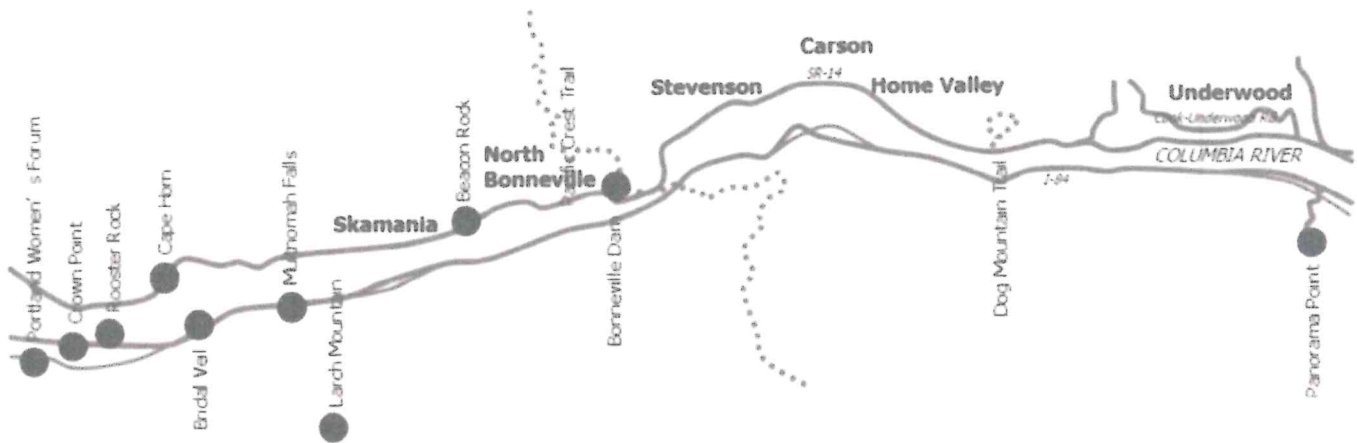 Portland Women's Forum
Crown Point
Rooster Rock
Cape Horn
Bridal Veil
Multnomah Falls
Larch Mountain
Skamania
Beacon Rock
North
Bonneville
Crest Trail
Bonneville Dam
Stevenson
Carson
SR-14
Home Valley
Dog Mountain Trail
I-84
Underwood
Cook-Underwood
COLUMBIA RIVER
Panorama Point